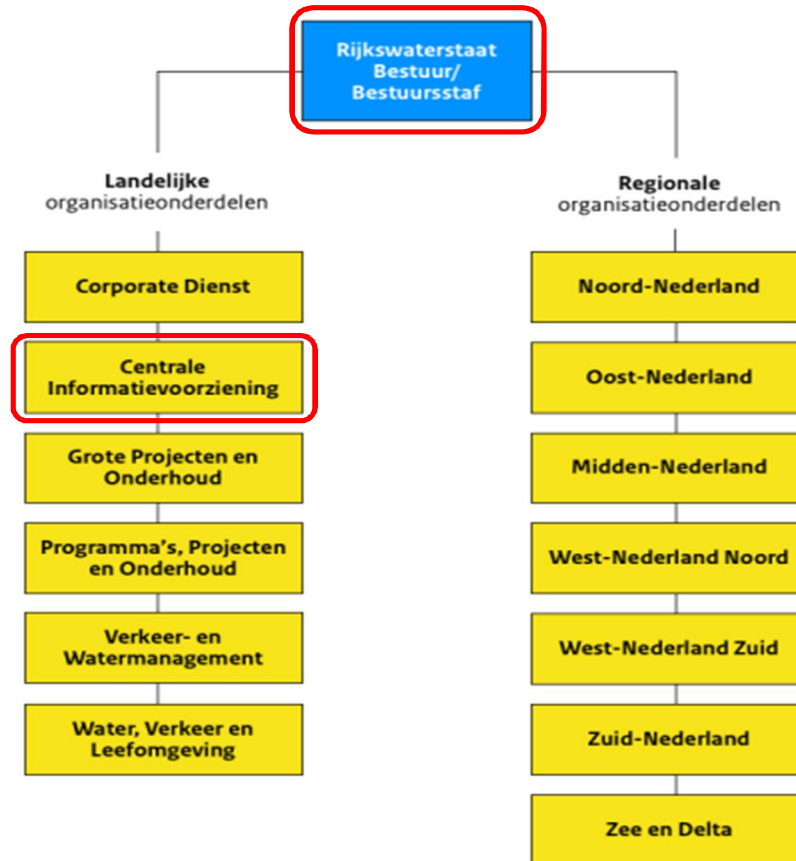 Rijkswaterstaat
Bestuur/
Bestuursstaf
Landelijke
organisatieonderdelen
Corporate Dienst
Centrale
Informatievoorziening
Grote Projecten en
Onderhoud
Programma's, Projecten
en Onderhoud
Verkeer- en
Watermanagement
Water, Verkeer en
Leefomgeving
Regionale
organisatieonderdelen
Noord-Nederland
Oost-Nederland
Midden-Nederland
West-Nederland Noord
West-Nederland Zuid
Zuid-Nederland
Zee en Delta